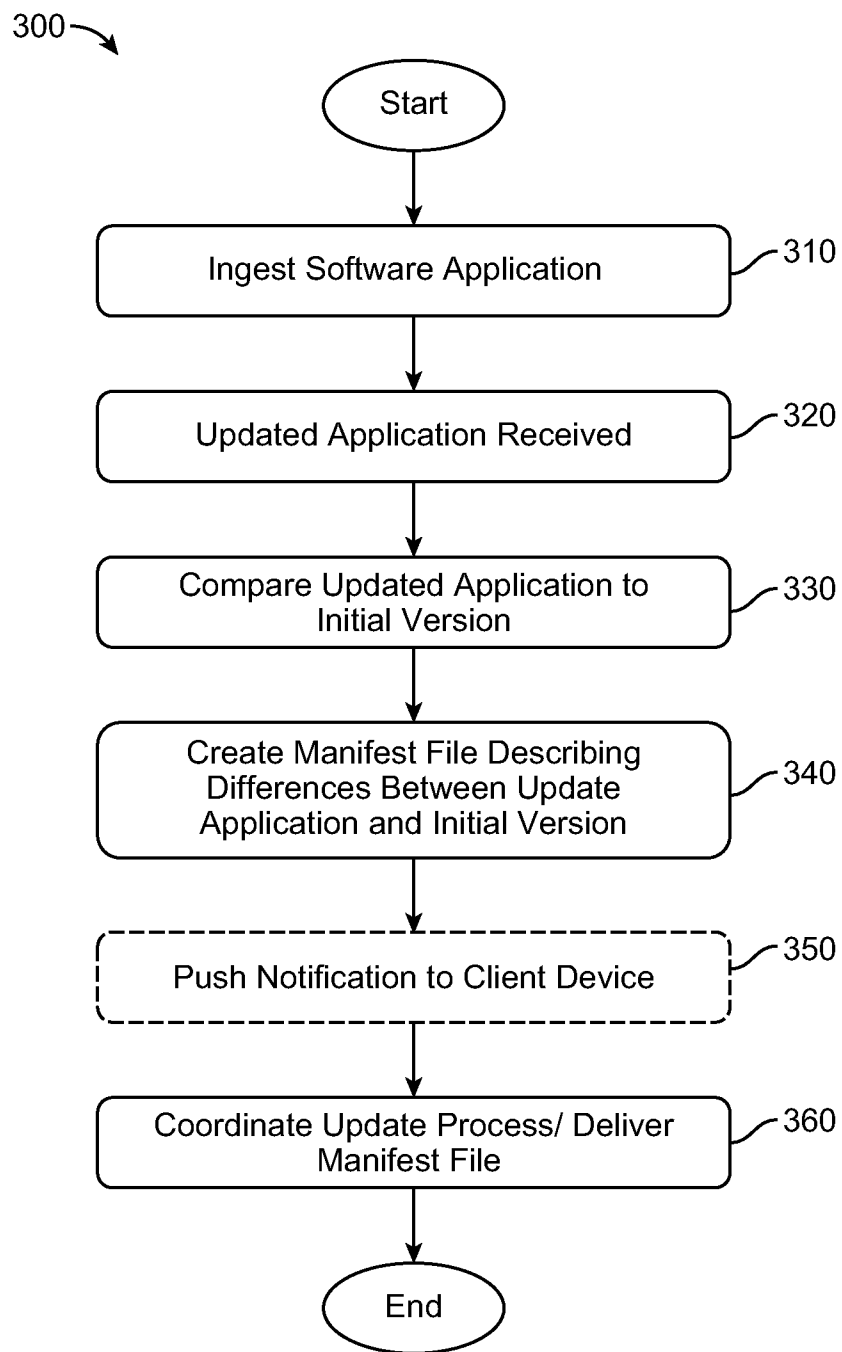 300
Start
Ingest Software Application
310
Updated Application Received
320
Compare Updated Application to
Initial Version
330
Create Manifest File Describing
Differences Between Update
Application and Initial Version
340
Push Notification to Client Device
350
Coordinate Update Process/ Deliver
Manifest File
360
End